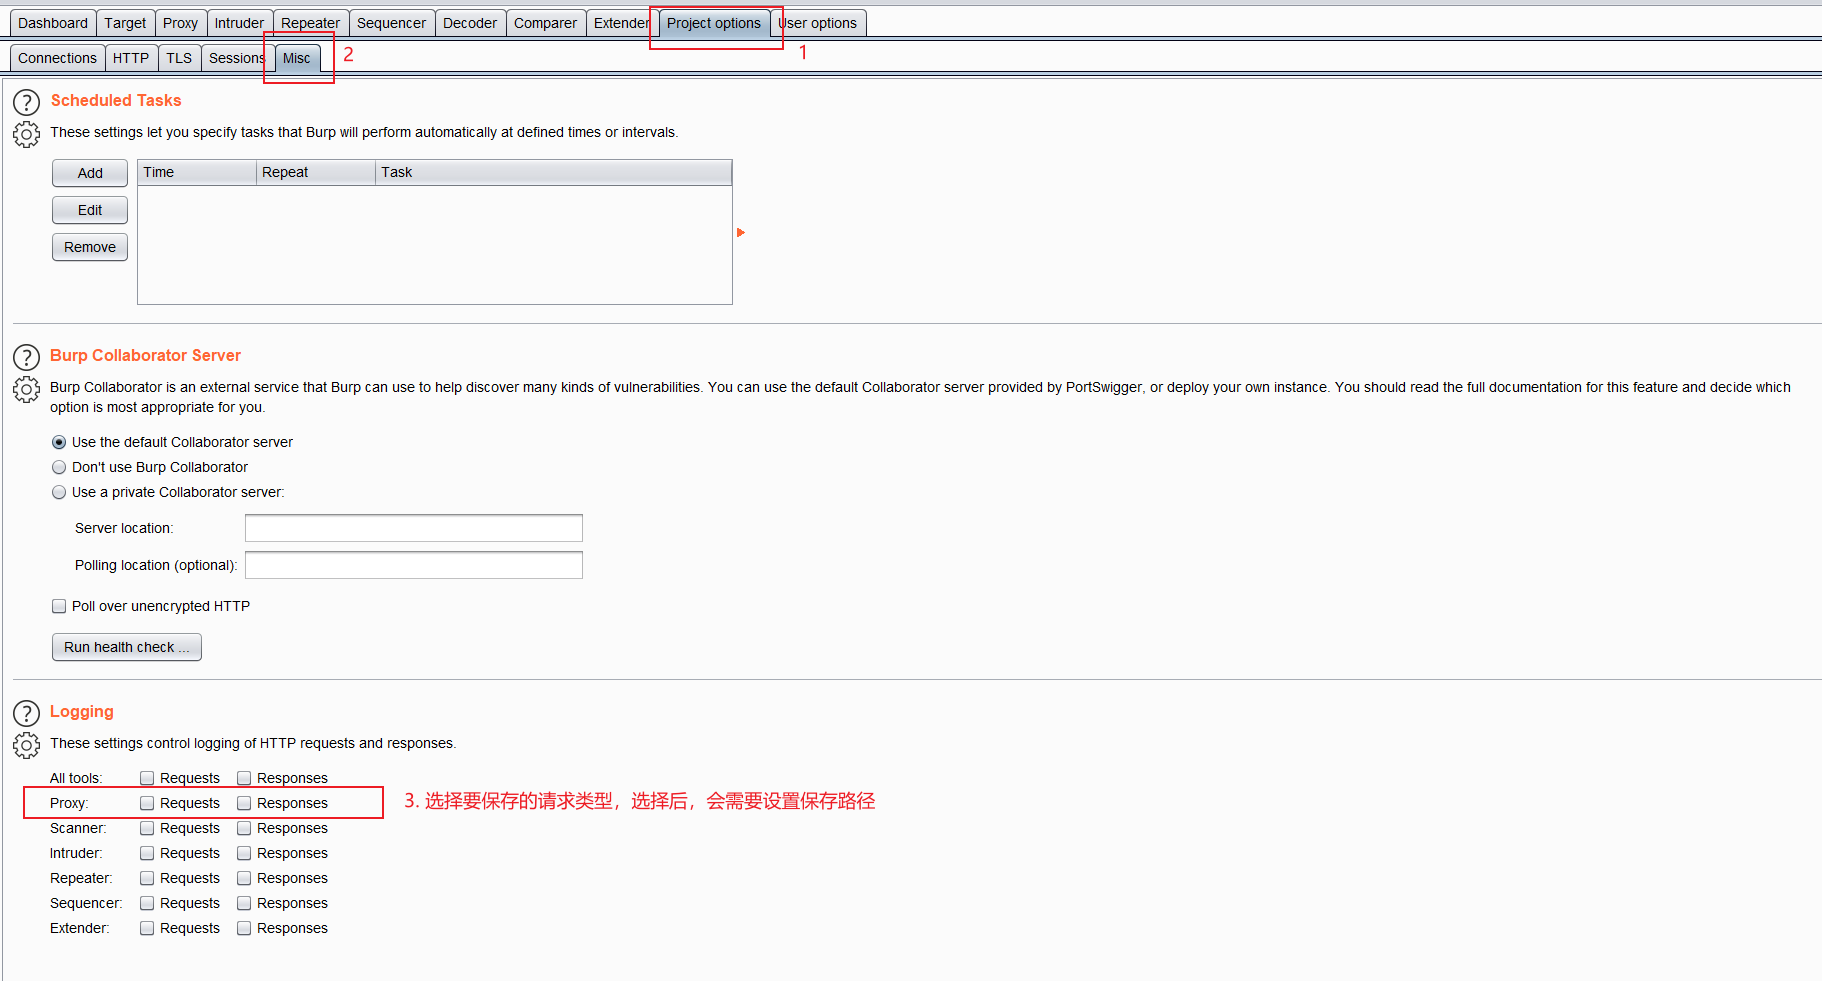 Dashboard Target Proxy Intruder Repeater Sequencer Decoder Comparer Extender Project options User options
Connections HTTP TLS Sessions Misc 2 1
Scheduled Tasks
These settings let you specify tasks that Burp will perform automatically at defined times or intervals.
Add Time Repeat Task
Edit
Remove
Burp Collaborator Server
Burp Collaborator is an external service that Burp can use to help discover many kinds of vulnerabilities. You can use the default Collaborator server provided by PortSwigger, or deploy your own instance. You should read the full documentation for this feature and decide which
option is most appropriate for you.
Use the default Collaborator server
Don't use Burp Collaborator
Use a private Collaborator server:
Server location:
Polling location (optional):
Poll over unencrypted HTTP
Run health check ...
Logging
These settings control logging of HTTP requests and responses.
All tools: Requests Responses
Proxy: Requests Responses 3. 选择要保存的请求类型，选择后，会需要设置保存路径
Scanner: Requests Responses
Intruder: Requests Responses
Repeater: Requests Responses
Sequencer: Requests Responses
Extender: Requests Responses